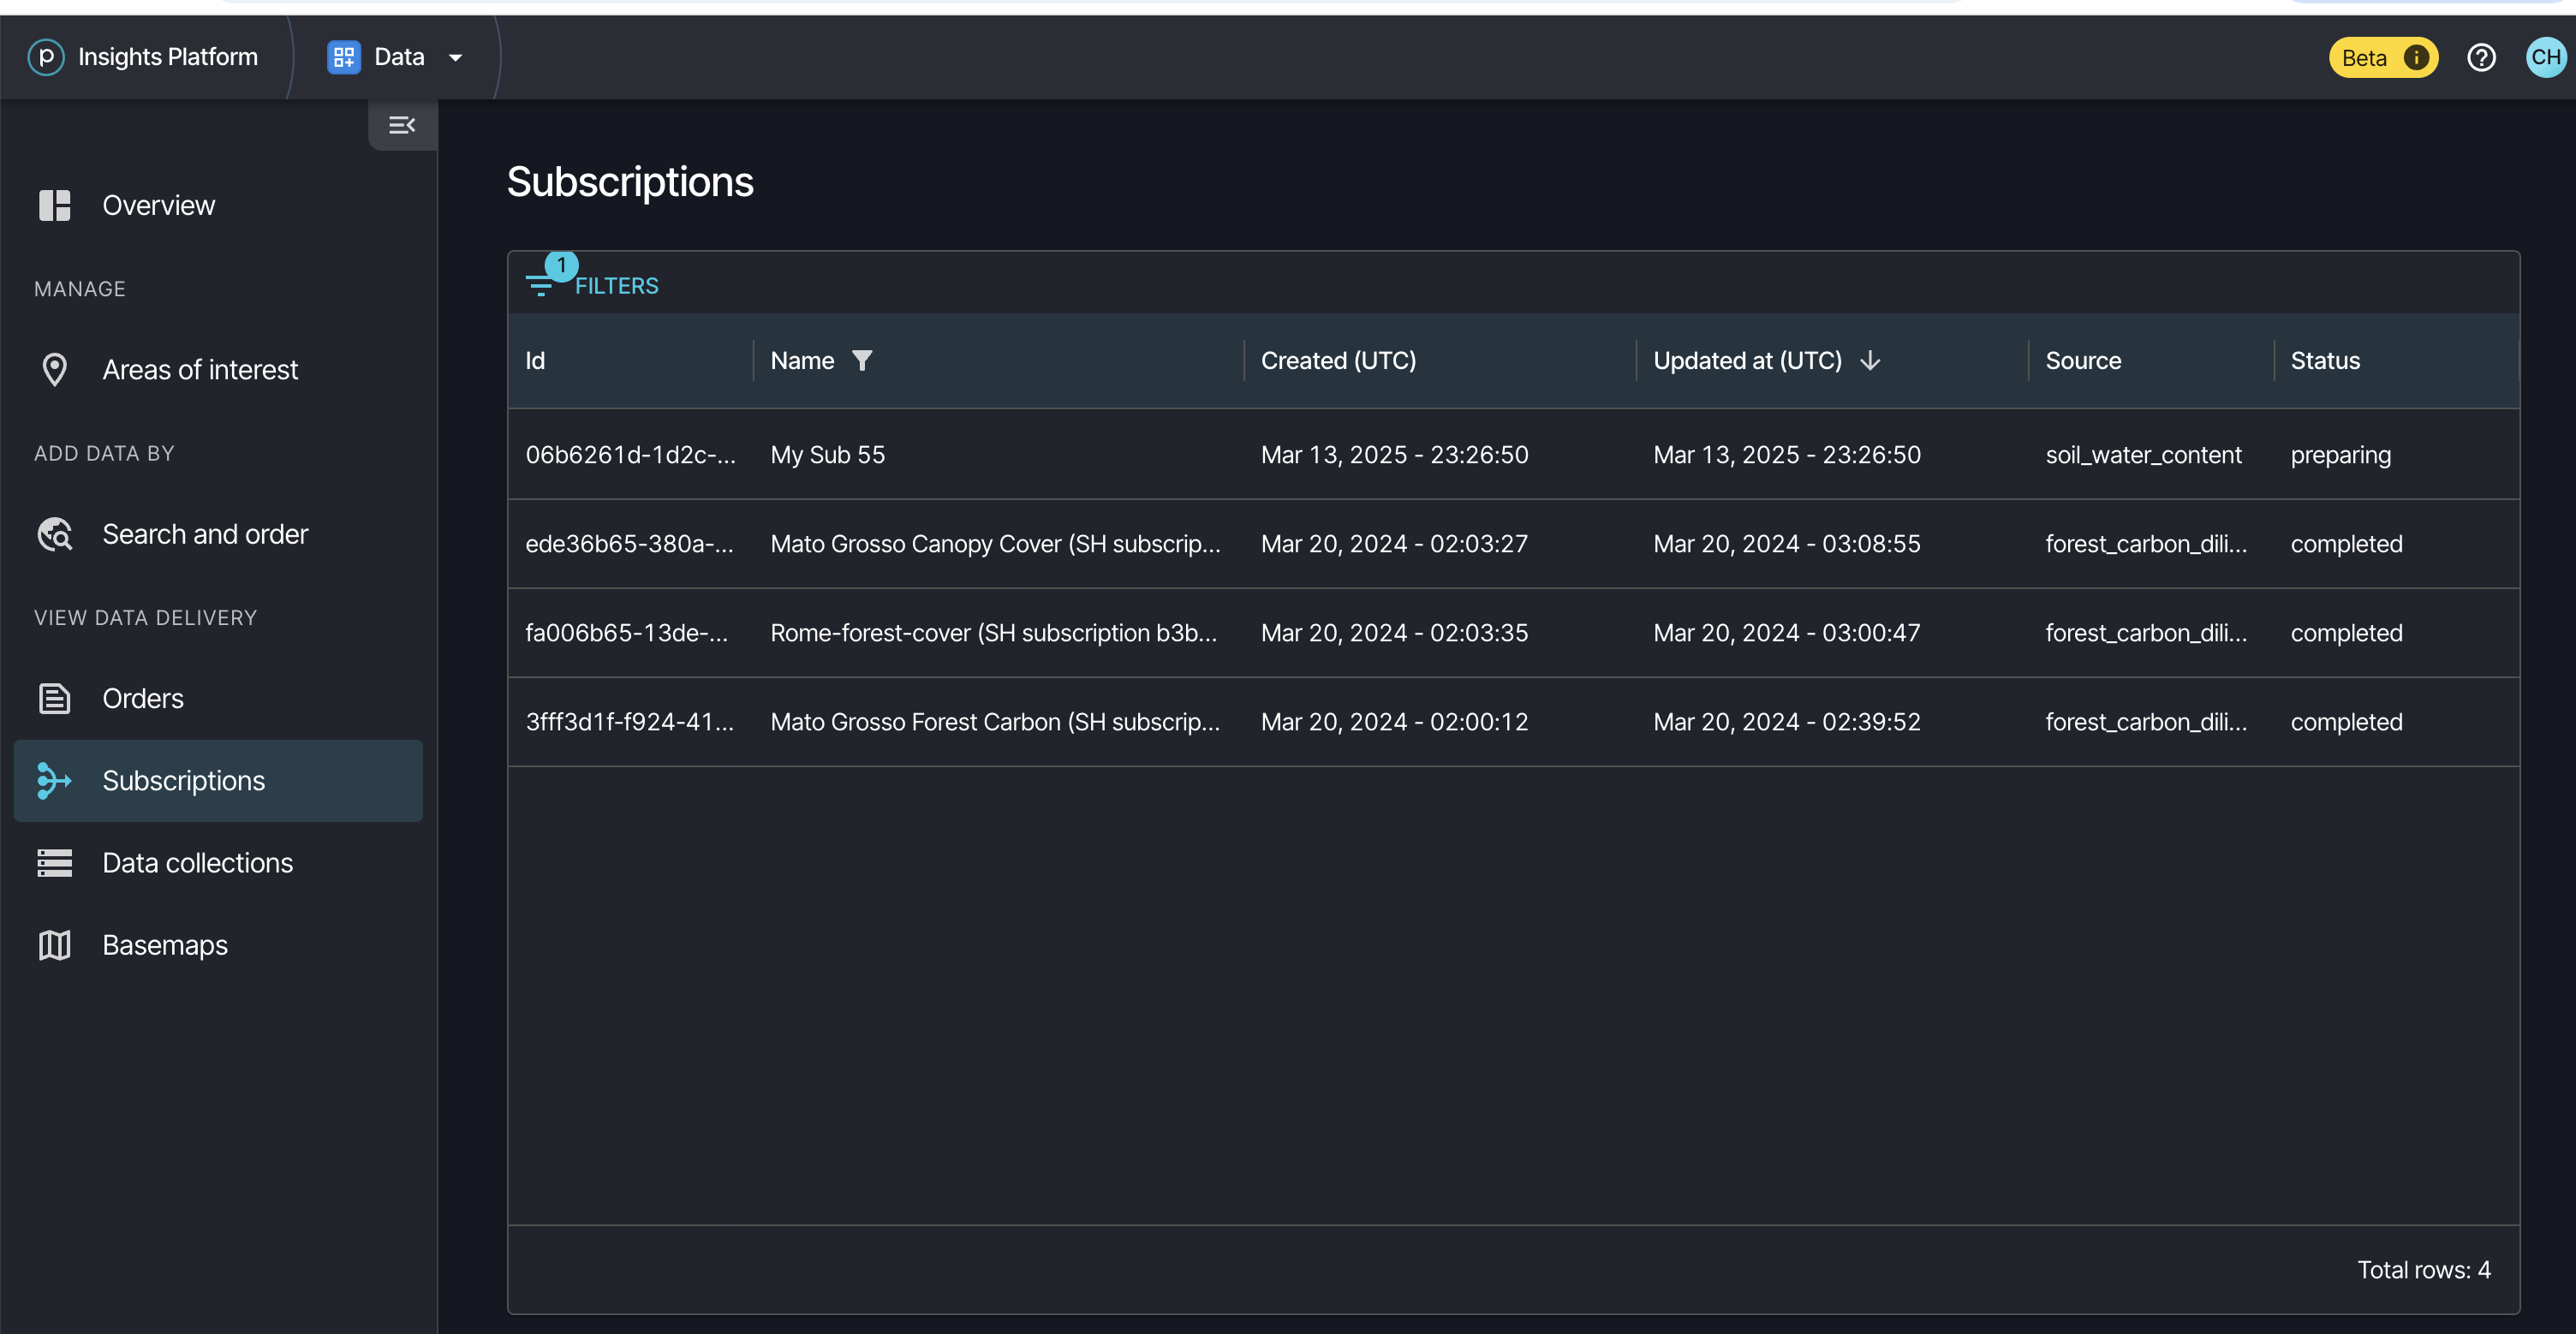 p Insights Platform Data Beta i ? CH
Overview
MANAGE
Areas of interest
ADD DATA BY
Search and order
VIEW DATA DELIVERY
Orders
Subscriptions
Data collections
Basemaps
Subscriptions
1 FILTERS
Id Name Created (UTC) Updated at (UTC) Source Status
06b6261d-1d2c-... My Sub 55 Mar 13, 2025 - 23:26:50 Mar 13, 2025 - 23:26:50 soil_water_content preparing
ede36b65-380a-... Mato Grosso Canopy Cover (SH subscrip... Mar 20, 2024 - 02:03:27 Mar 20, 2024 - 03:08:55 forest_carbon_dili... completed
fa006b65-13de-... Rome-forest-cover (SH subscription b3b... Mar 20, 2024 - 02:03:35 Mar 20, 2024 - 03:00:47 forest_carbon_dili... completed
3fff3d1f-f924-41... Mato Grosso Forest Carbon (SH subscrip... Mar 20, 2024 - 02:00:12 Mar 20, 2024 - 02:39:52 forest_carbon_dili... completed
Total rows: 4